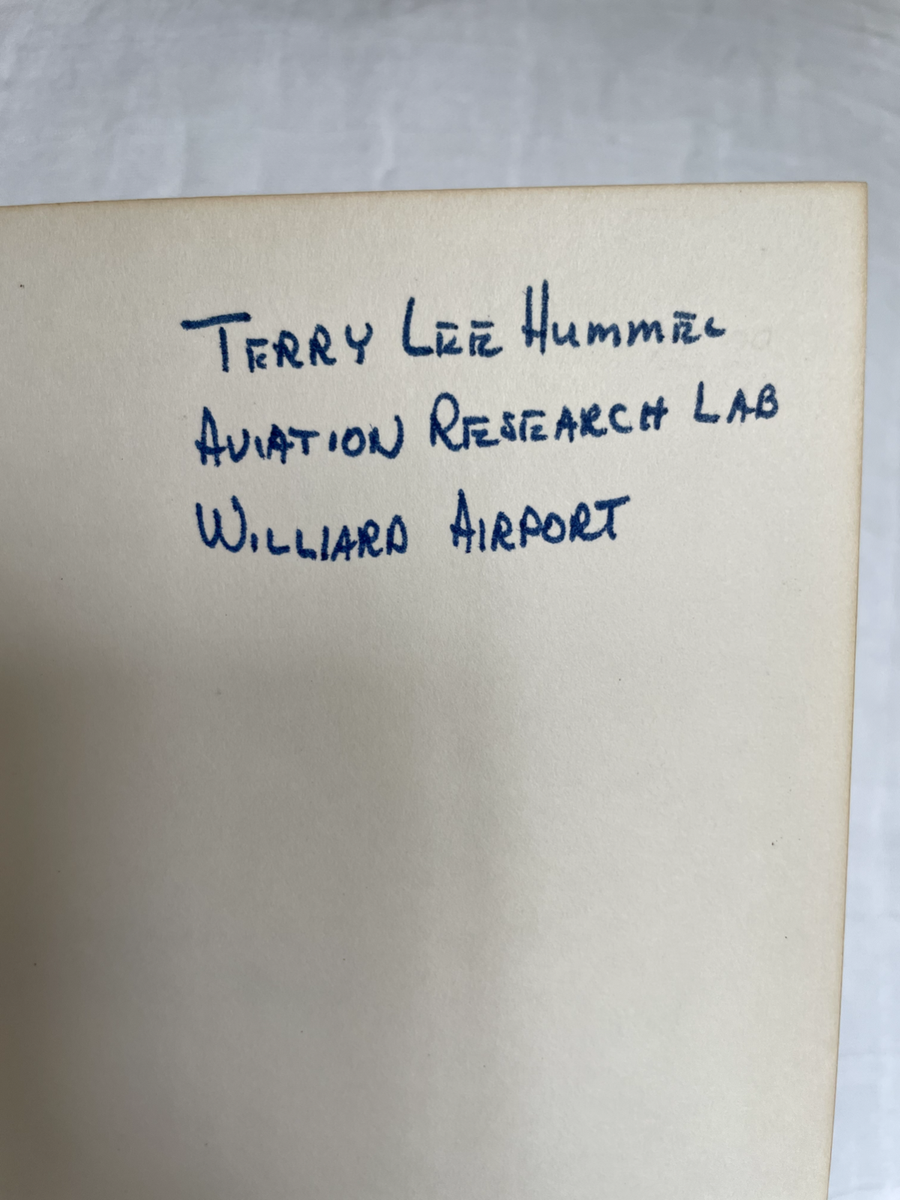 Terry Lee Hummel
Aviation Research Lab
Williard Airport